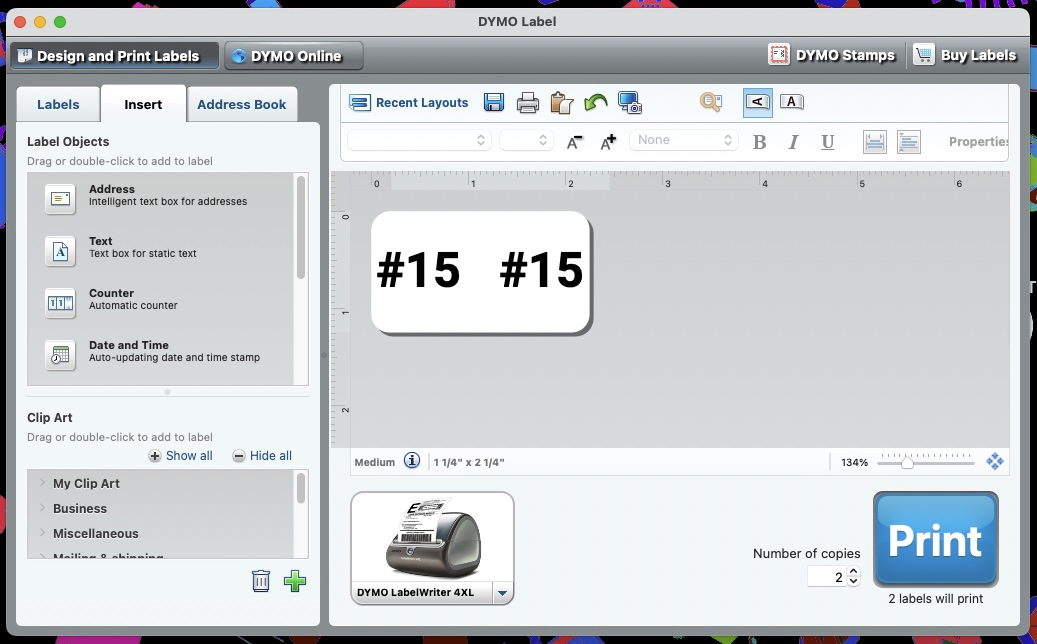 DYMO Label
Design and Print Labels
DYMO Online
DYMO Stamps
Buy Labels
Labels
Insert
Address Book
Label Objects
Drag or double-click to add to label
Address
Intelligent text box for addresses
Text
Text box for static text
Counter
Automatic counter
Date and Time
Auto-updating date and time stamp
Clip Art
Drag or double-click to add to label
Show all
Hide all
My Clip Art
Business
Miscellaneous
Mailing & shipping
Recent Layouts
A A
A- A+
None
B I U
Properties
0 1 2 3 4 5 6
0
1
2
#15 #15
Medium
1 1/4" x 2 1/4"
134%
DYMO LabelWriter 4XL
Number of copies
2
Print
2 labels will print